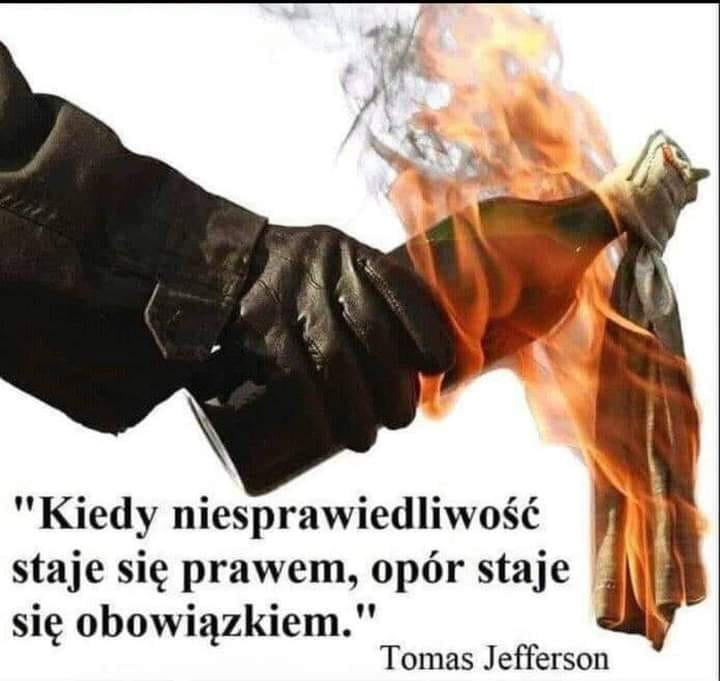 "Kiedy niesprawiedliwość
staje się prawem, opór staje
się obowiązkiem."
Tomas Jefferson